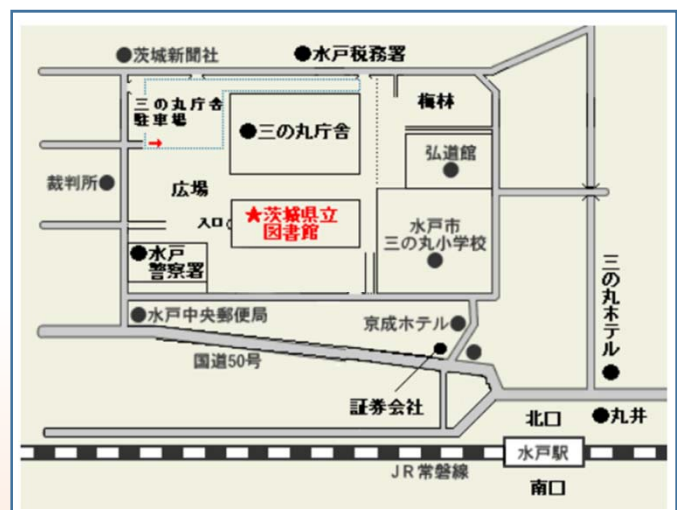 ●茨城新聞社
●水戸税務署
三の丸庁舎
駐車場
→
梅林
●三の丸庁舎
弘道館
●
裁判所●
広場
入口
★茨城県立
図書館
水戸市
三の丸小学校
●
●水戸
警察署
三の丸ホテル
●
●水戸中央郵便局
京成ホテル●
国道50号
証券会社
北口
●丸井
水戸駅
JR常磐線
南口